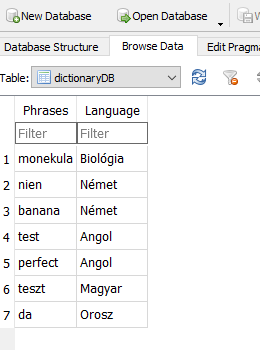 New Database Open Database W
Database Structure Browse Data Edit Pragma
Table: dictionaryDB
Phrases Language
Filter Filter
1 monekula Biológia
2 nien Német
3 banana Német
4 test Angol
5 perfect Angol
6 teszt Magyar
7 da Orosz